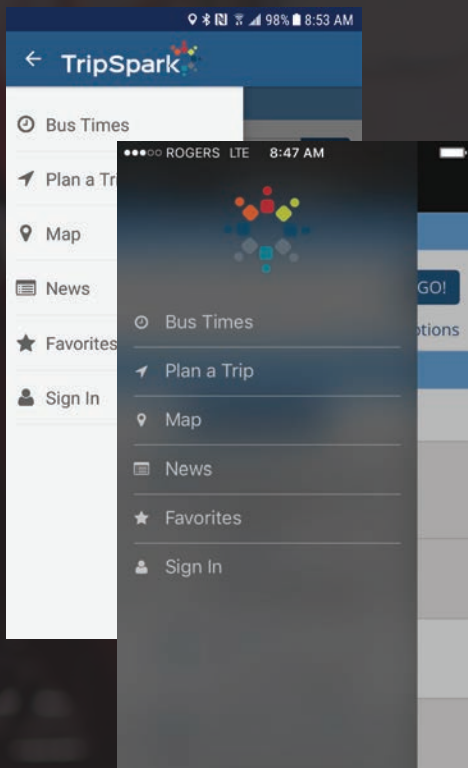 98% 8:53 AM
TripSpark
Bus Times
Plan a Tri
Map
News
Favorites
Sign In
ROGERS LTE 8:47 AM
GO!
otions
Bus Times
Plan a Trip
Map
News
Favorites
Sign In